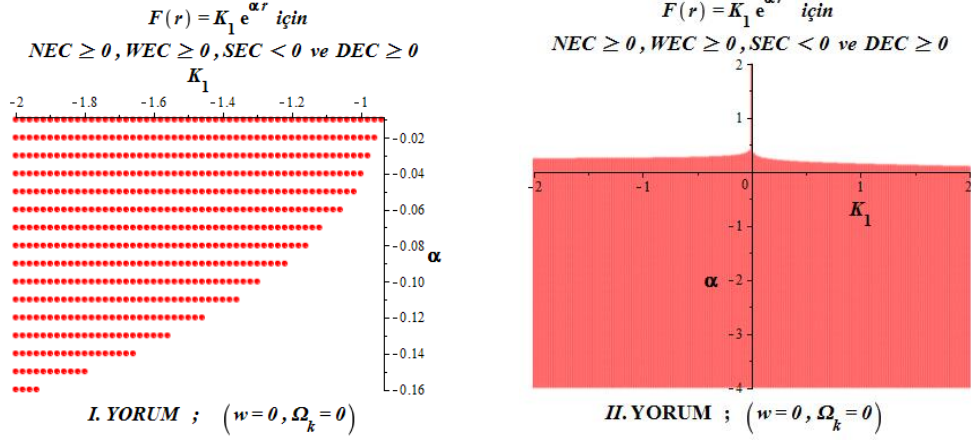 F(r) = K₁ e^{αr} için
NEC ≥ 0, WEC ≥ 0, SEC < 0 ve DEC ≥ 0
K₁
-2 -1.8 -1.6 -1.4 -1.2 -1
-0.02
-0.04
-0.06
-0.08
α
-0.10
-0.12
-0.14
-0.16
I. YORUM ; (w = 0, Ωₖ = 0)
F(r) = K₁ e^{αr} için
NEC ≥ 0, WEC ≥ 0, SEC < 0 ve DEC ≥ 0
2
1
-2 -1 0 1 2
K₁
-1
α -2
-3
-4
II. YORUM ; (w = 0, Ωₖ = 0)